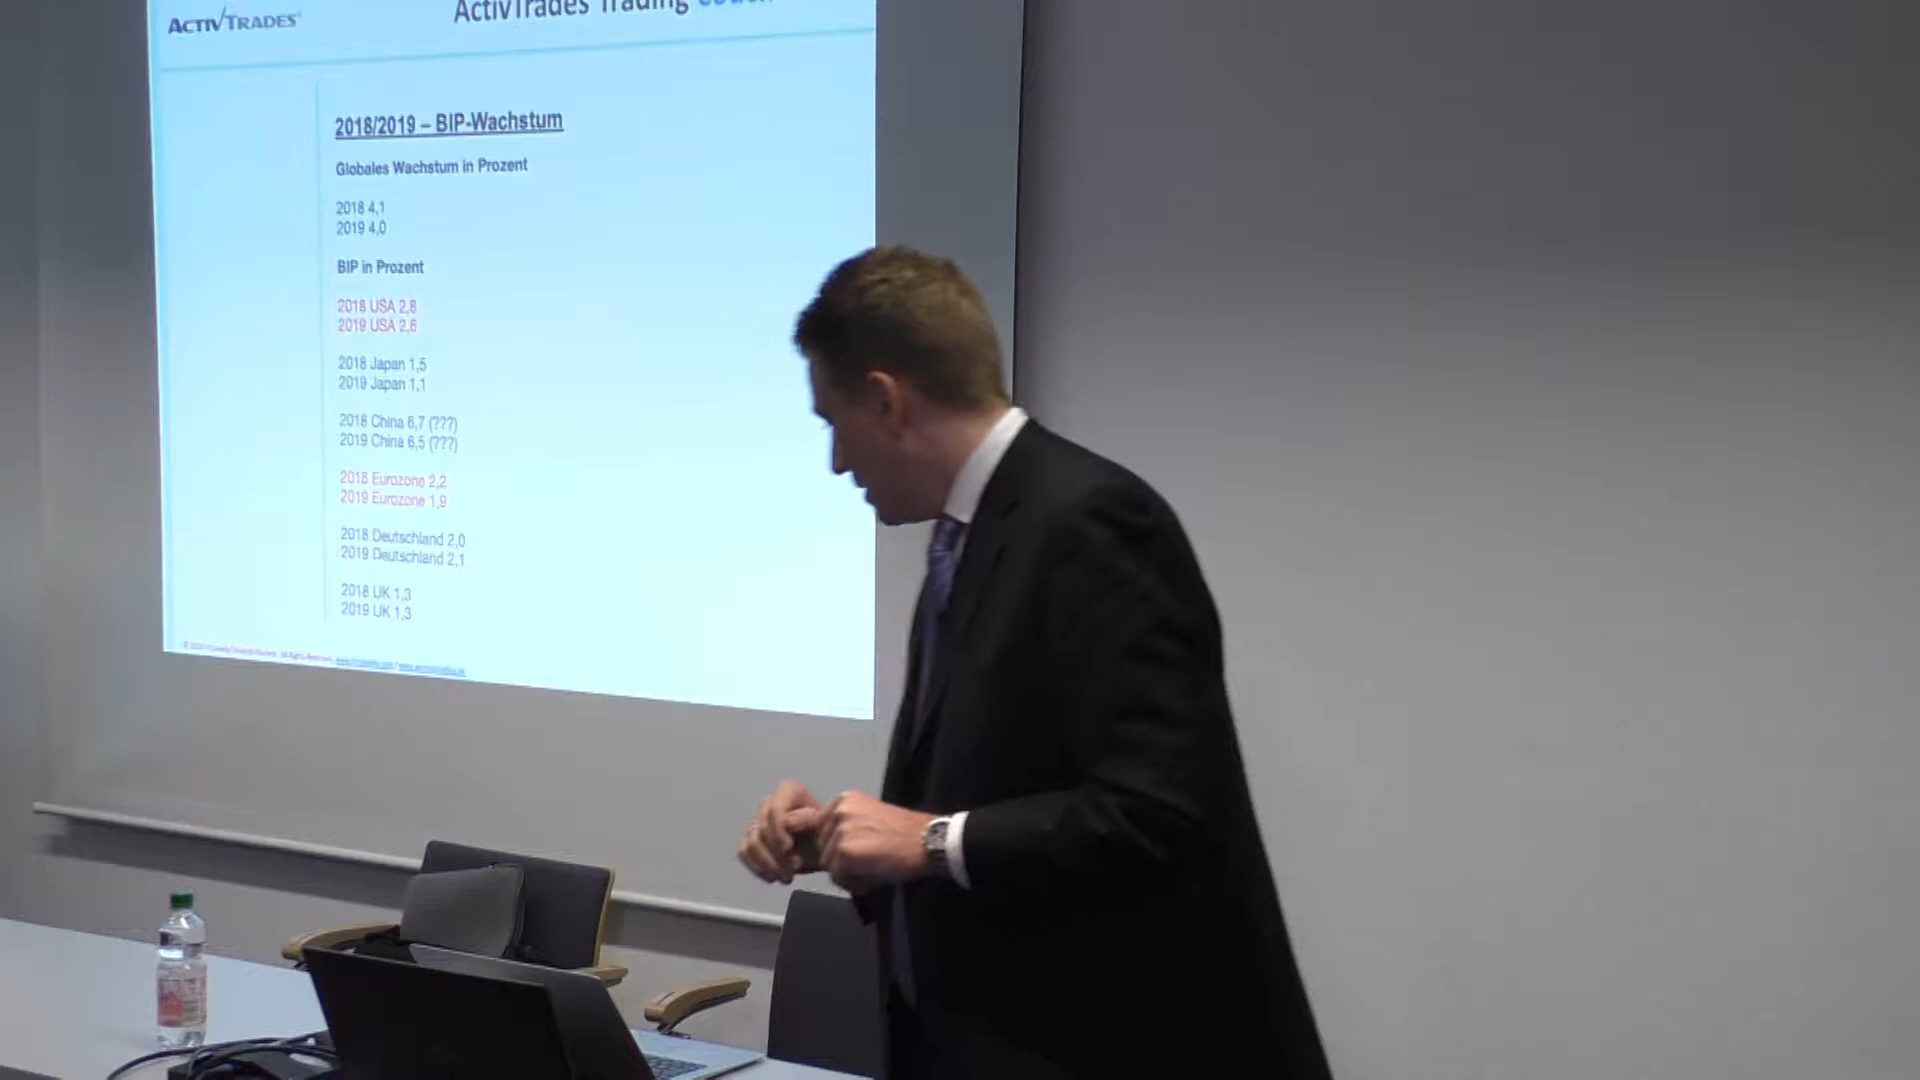 ACTIVTRADES
ActivTrades Trading
2018/2019 – BIP-Wachstum
Globales Wachstum in Prozent
2018 4,1
2019 4,0
BIP in Prozent
2018 USA 2,8
2019 USA 2,6
2018 Japan 1,5
2019 Japan 1,1
2018 China 6,7 (???)
2019 China 6,5 (???)
2018 Eurozone 2,2
2019 Eurozone 1,9
2018 Deutschland 2,0
2019 Deutschland 2,1
2018 UK 1,3
2019 UK 1,3